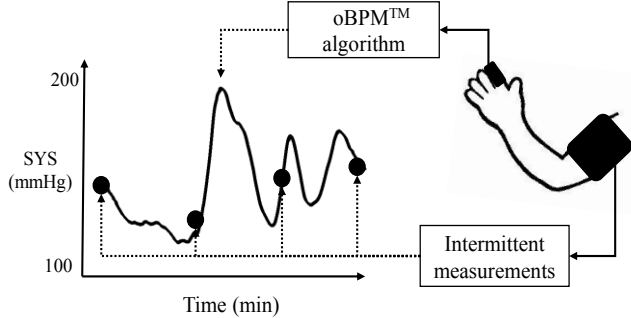 oBPM™
algorithm
200
SYS
(mmHg)
100
Intermittent
measurements
Time (min)